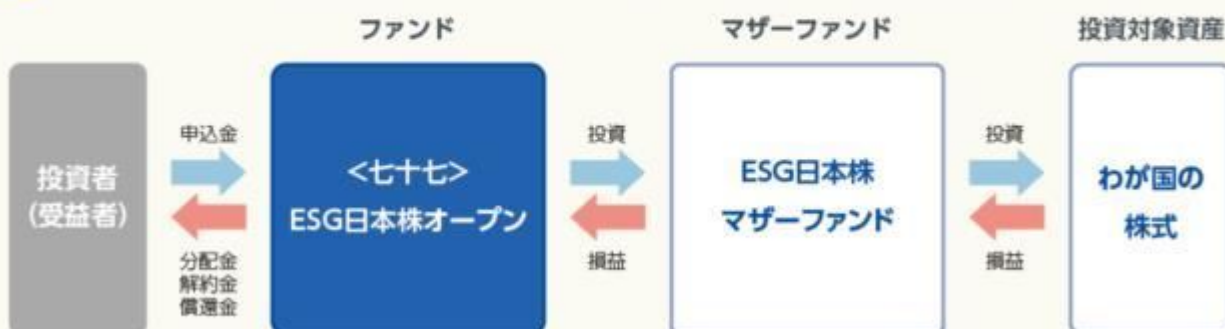 ファンド
マザーファンド
投資対象資産
投資者
(受益者)
申込金
分配金
解約金
償還金
<七十七>
ESG日本株オープン
投資
損益
ESG日本株
マザーファンド
投資
損益
わが国の
株式